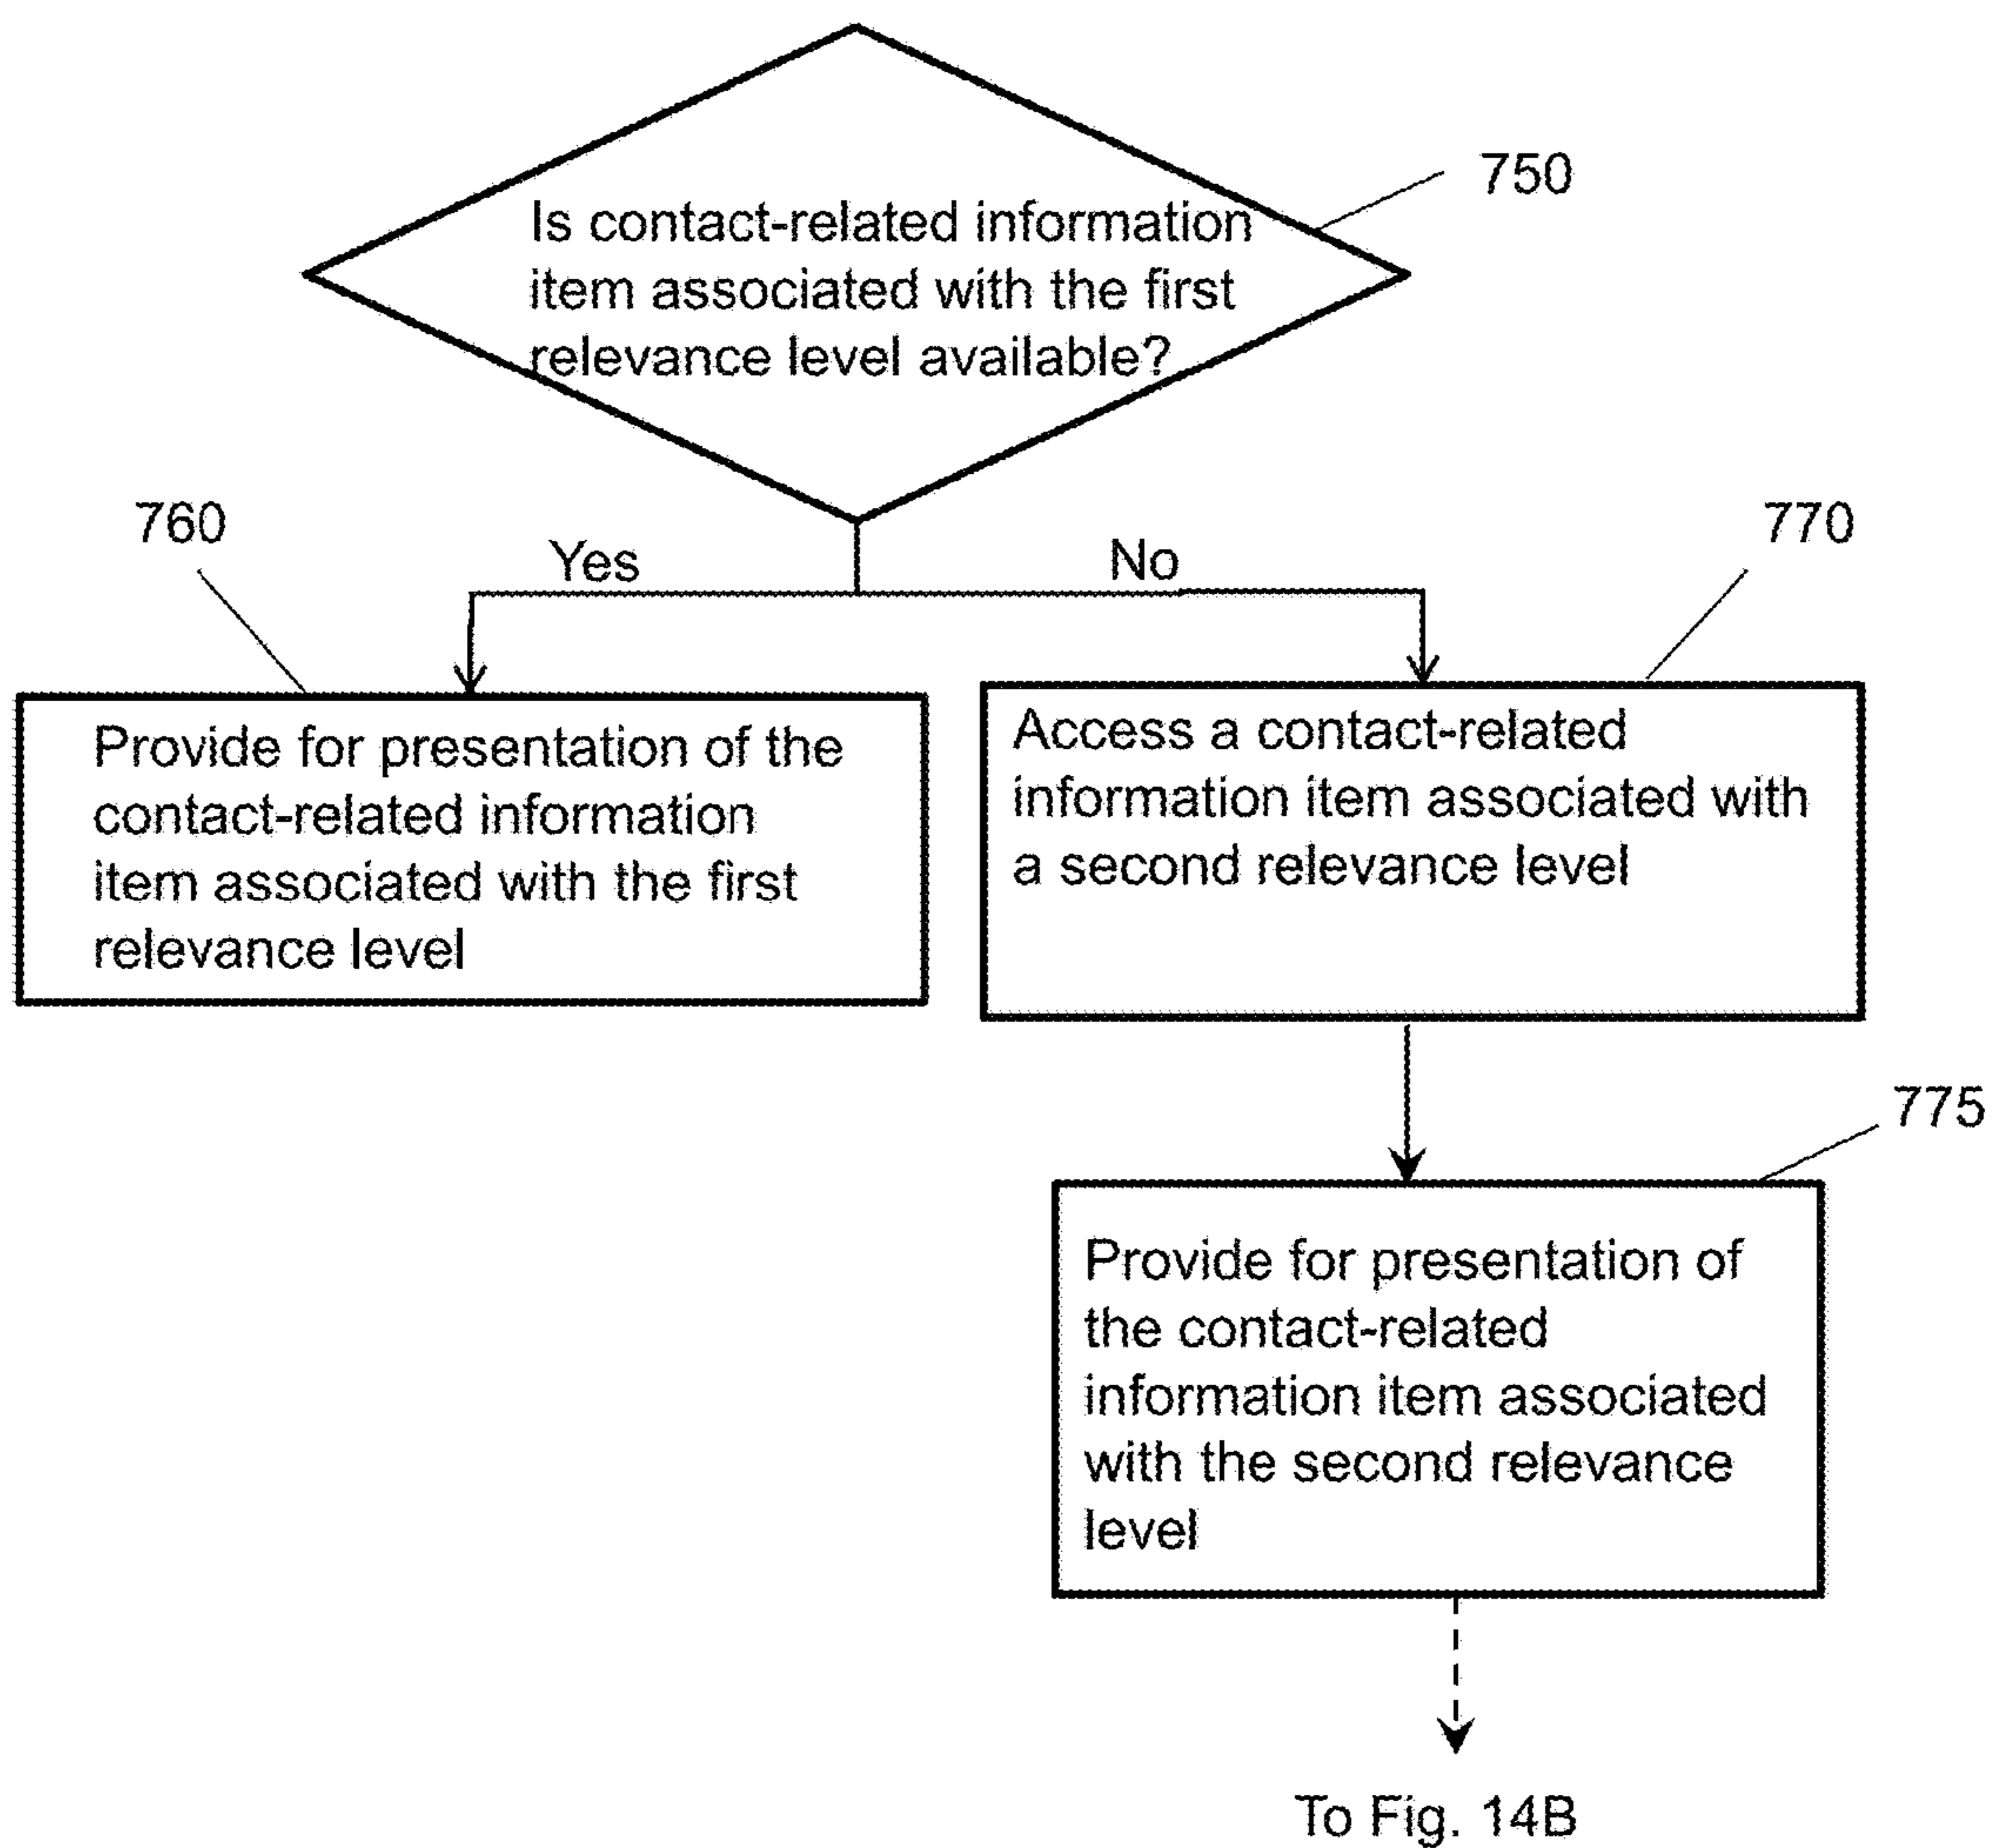 750
Is contact-related information
item associated with the first
relevance level available?
760
Yes
No
770
Provide for presentation of the
contact-related information
item associated with the first
relevance level
Access a contact-related
information item associated with
a second relevance level
775
Provide for presentation of
the contact-related
information item associated
with the second relevance
level
To Fig. 14B